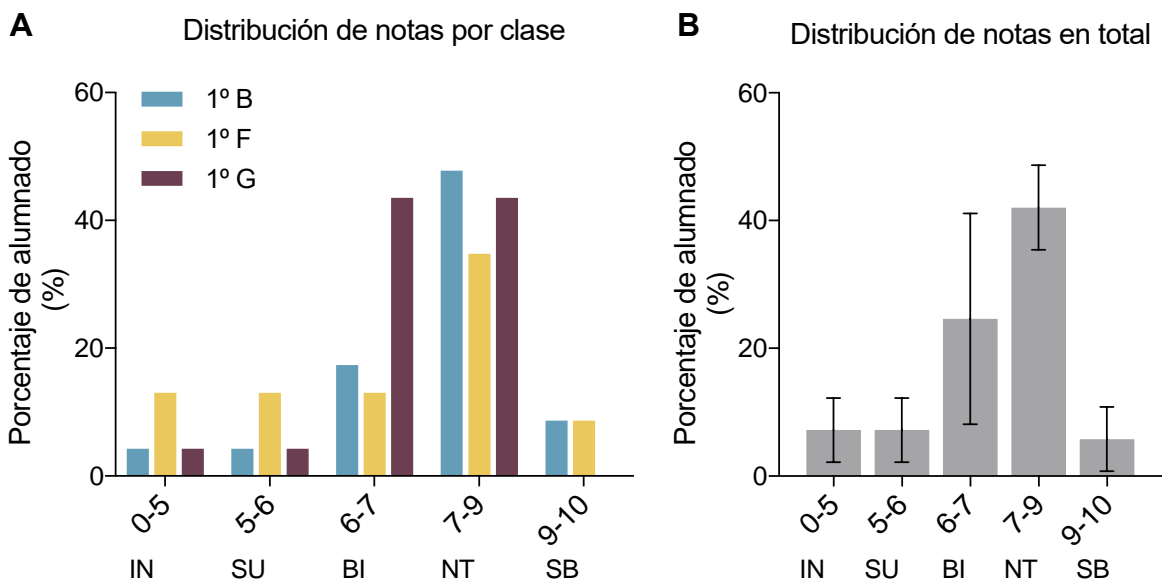 A
Distribución de notas por clase
Porcentaje de alumnado
(%)
60
40
20
0
1º B
1º F
1º G
0-5
5-6
6-7
7-9
9-10
IN
SU
BI
NT
SB
B
Distribución de notas en total
Porcentaje de alumnado
(%)
60
40
20
0
0-5
5-6
6-7
7-9
9-10
IN
SU
BI
NT
SB